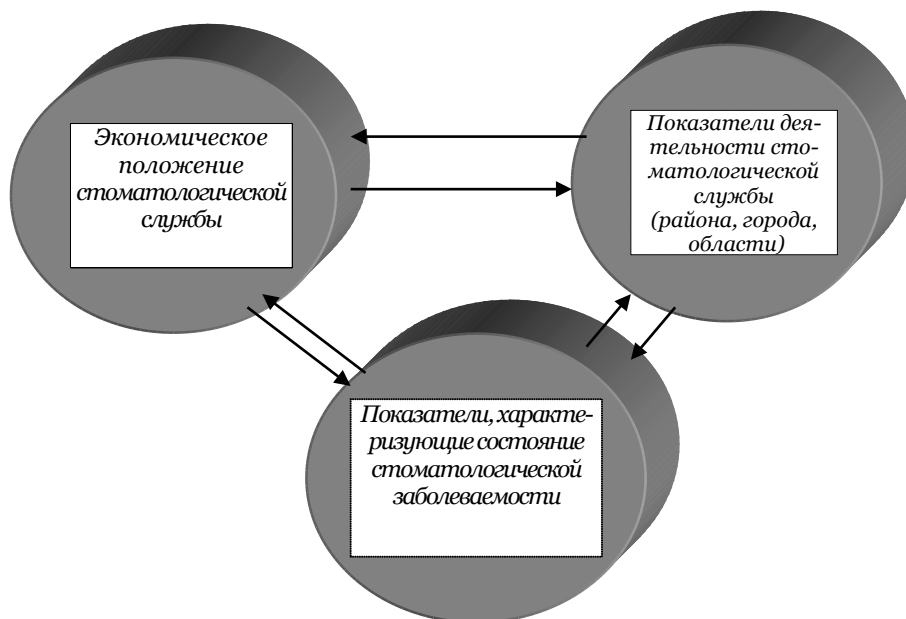 Экономическое
положение
стоматологической
службы
Показатели дея-
тельности сто-
матологической
службы
(района, города,
области)
Показатели, характе-
ризующие состояние
стоматологической
заболеваемости